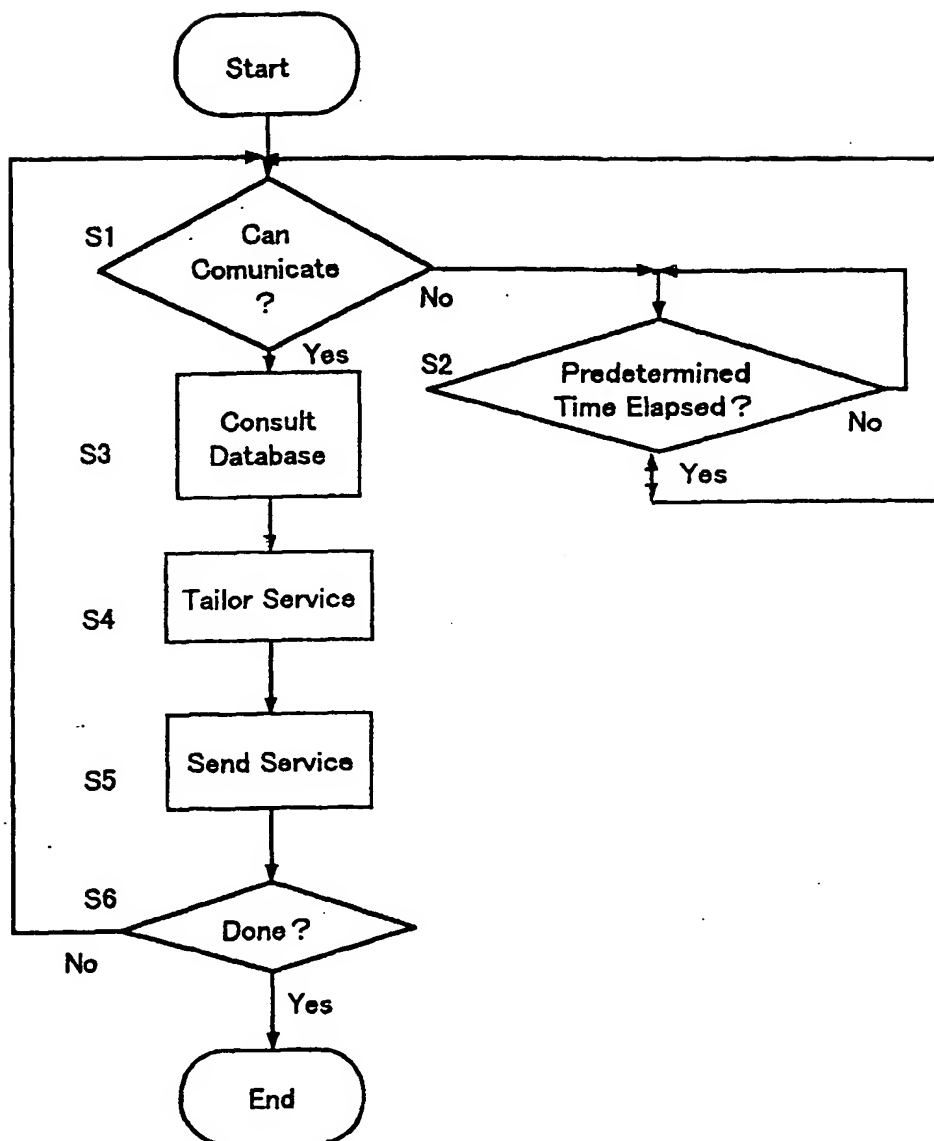 Start
S1
Can
Comunicate
?
No
Yes
S2
Predetermined
Time Elapsed?
No
Yes
S3
Consult
Database
S4
Tailor Service
S5
Send Service
S6
Done?
No
Yes
End